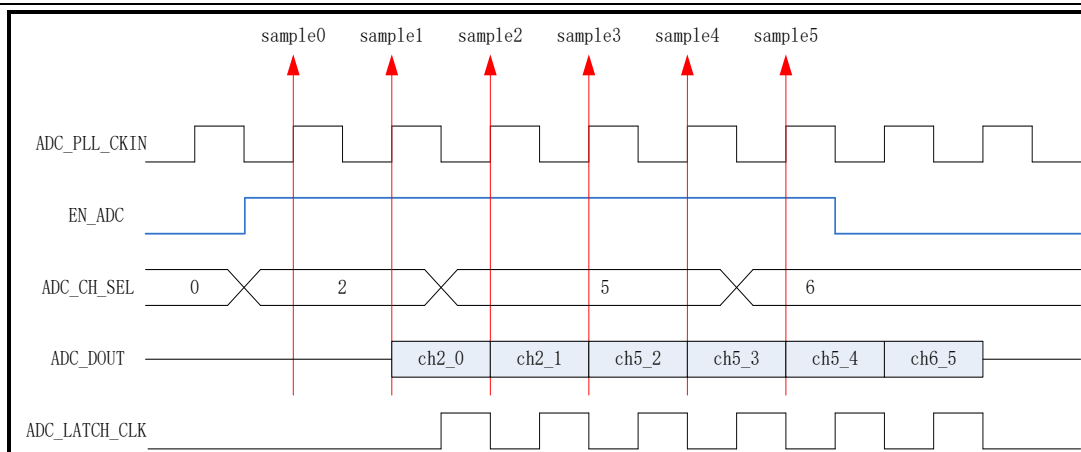 sample0 sample1 sample2 sample3 sample4 sample5
ADC_PLL_CKIN
EN_ADC
ADC_CH_SEL 0 2 5 6
ADC_DOUT ch2_0 ch2_1 ch5_2 ch5_3 ch5_4 ch6_5
ADC_LATCH_CLK